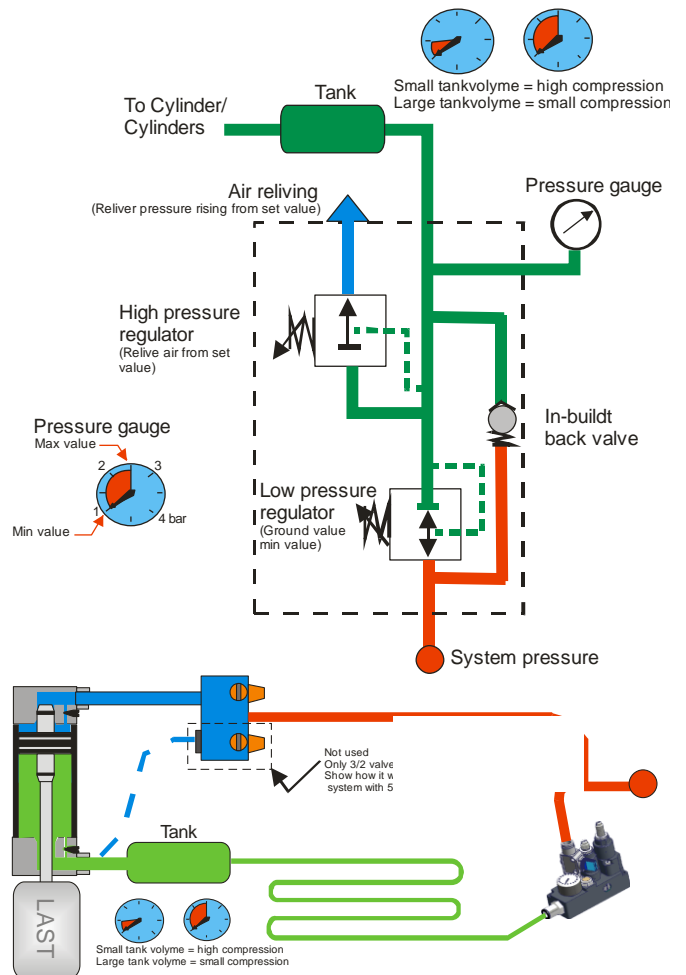 Small tankvolyme = high compression
Large tankvolyme = small compression
Tank
To Cylinder/
Cylinders
Air reliving
(Reliver pressure rising from set value)
Pressure gauge
High pressure
regulator
(Relive air from set
value)
In-buildt
back valve
Pressure gauge
Max value
2
3
1
4 bar
Min value
Low pressure
regulator
(Ground value
min value)
System pressure
Not used
Only 3/2 valve
Show how it w
system with 5
Tank
LAST
Small tank volyme = high compression
Large tank volyme = small compression